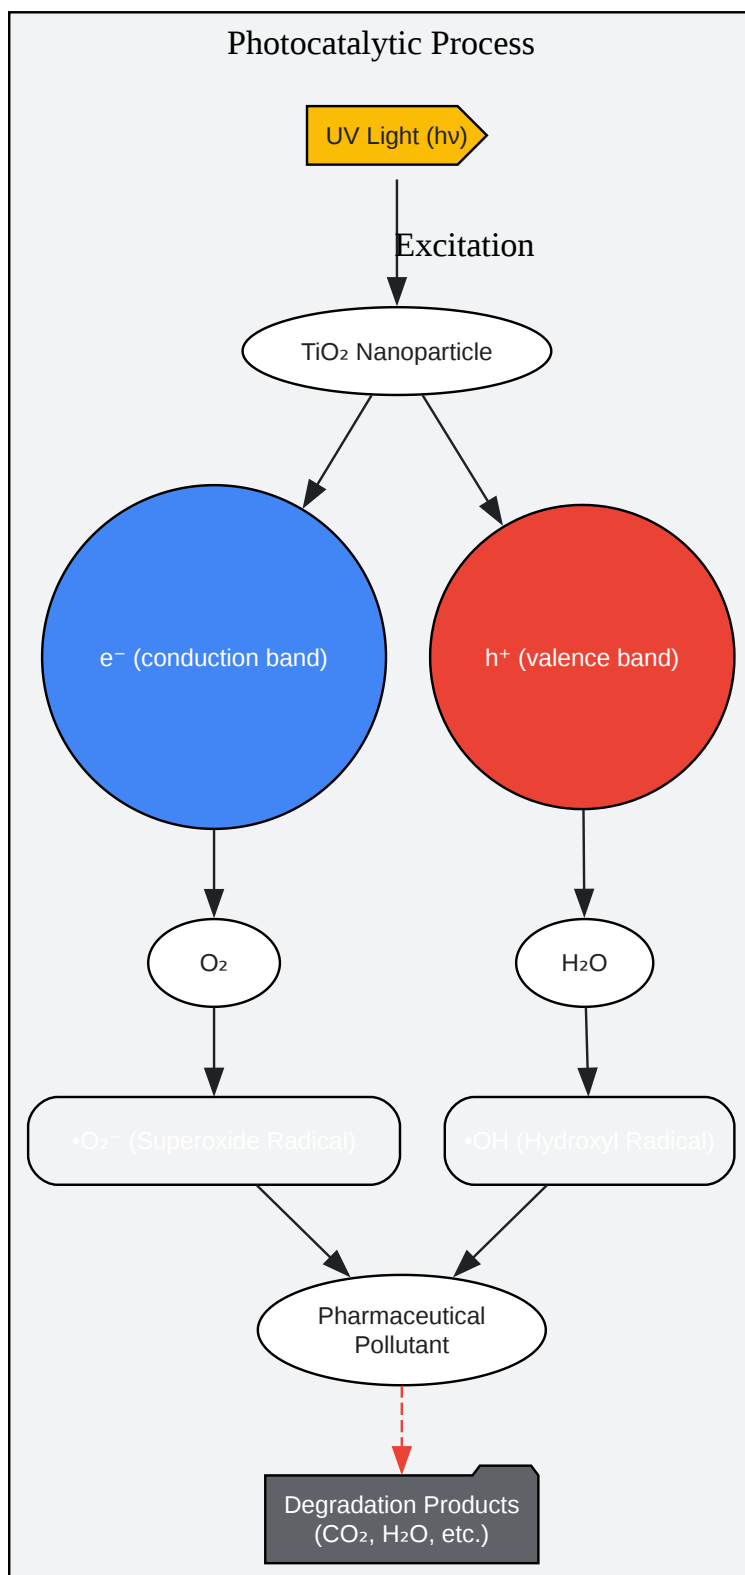 Photocatalytic Process
UV Light (hν)
Excitation
TiO₂ Nanoparticle
e⁻ (conduction band)
h⁺ (valence band)
O₂
H₂O
•O₂⁻ (Superoxide Radical)
•OH (Hydroxyl Radical)
Pharmaceutical
Pollutant
Degradation Products
(CO₂, H₂O, etc.)